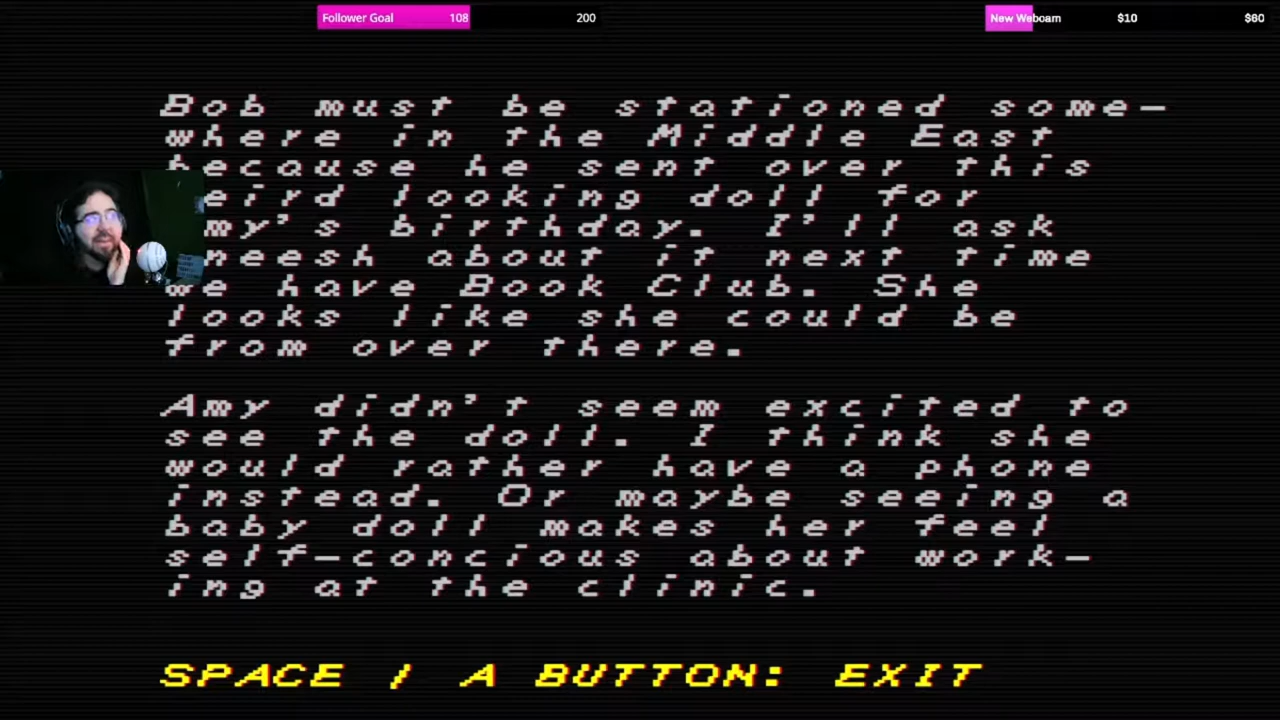 Follower Goal 108 200
New Webcam $10 $60
Bob must be stationed some-
where in the Middle East
because he sent over this
eird looking doll for
my's birthday. I'll ask
neesh about it next time
we have Book Club. She
looks like she could be
from over there.
Amy didn't seem excited to
see the doll. I think she
would rather have a phone
instead. Or maybe seeing a
baby doll makes her feel
self-concious about work-
ing at the clinic.
SPACE / A BUTTON: EXIT